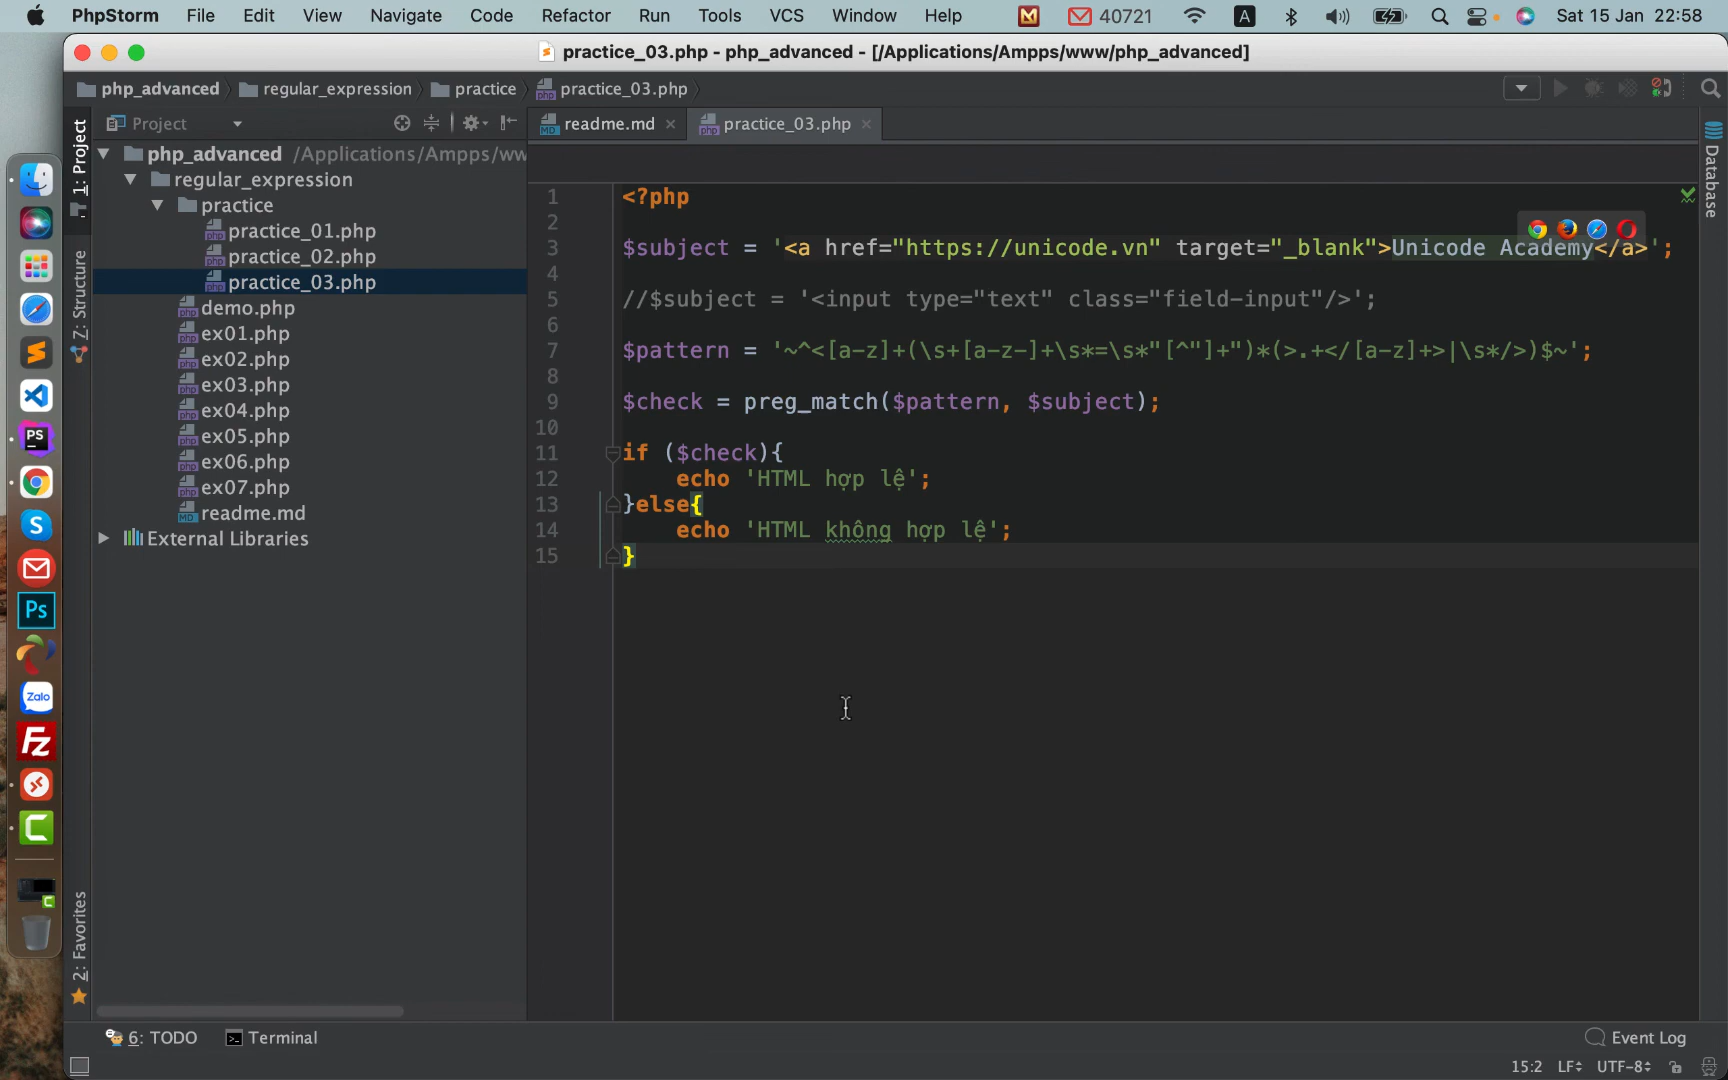 PhpStorm File Edit View Navigate Code Refactor Run Tools VCS Window Help 40721 A Sat 15 Jan 22:58
practice_03.php - php_advanced - [/Applications/Ampps/www/php_advanced]
php_advanced regular_expression practice practice_03.php
Project
readme.md
practice_03.php
1: Project
Z: Structure
2: Favorites
Database
php_advanced /Applications/Ampps/ww
regular_expression
practice
practice_01.php
practice_02.php
practice_03.php
demo.php
ex01.php
ex02.php
ex03.php
ex04.php
ex05.php
ex06.php
ex07.php
readme.md
External Libraries
1 <?php
2
3 $subject = '<a href="https://unicode.vn" target="_blank">Unicode Academy</a>';
4
5 //$subject = '<input type="text" class="field-input"/>';
6
7 $pattern = '~^<[a-z]+(\s+[a-z-]+\s*=\s*"[^"]+")*(>.+</[a-z]+>|\s*/>)$~';
8
9 $check = preg_match($pattern, $subject);
10
11 if ($check){
12 echo 'HTML hợp lệ';
13 }else{
14 echo 'HTML không hợp lệ';
15 }
PS
Ps
Zalo
6: TODO
Terminal
Event Log
15:2 LF UTF-8